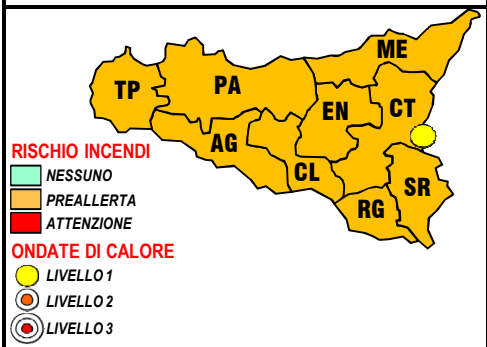 ME
TP
PA
EN
CT
AG
CL
SR
RG
RISCHIO INCENDI
NESSUNO
PREALLERTA
ATTENZIONE
ONDATE DI CALORE
LIVELLO 1
LIVELLO 2
LIVELLO 3